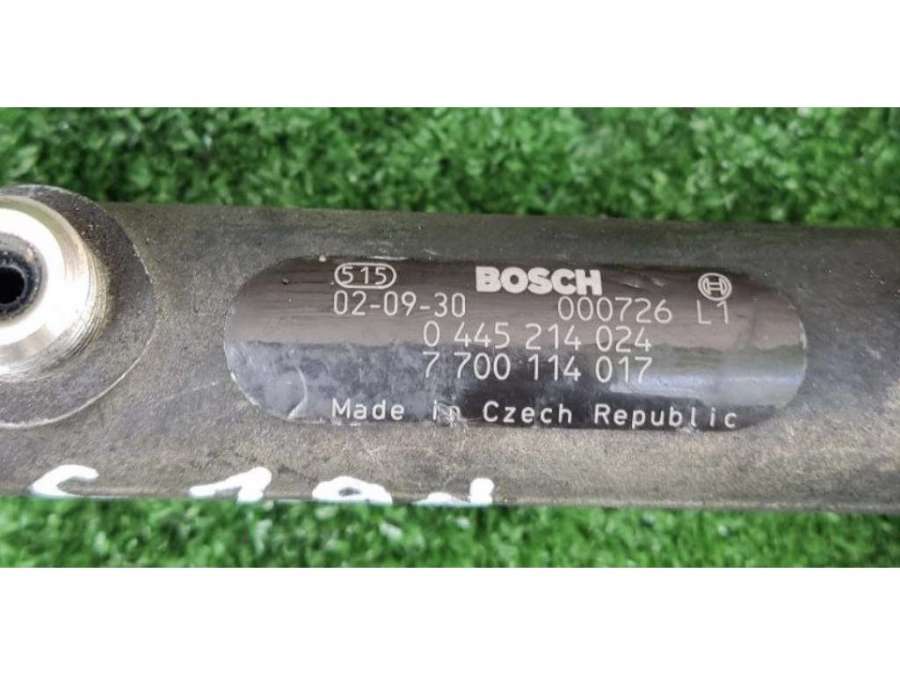 515 BOSCH
02-09-30 000726 L1
0 445 214 024
7 700 114 017
Made in Czech Republic